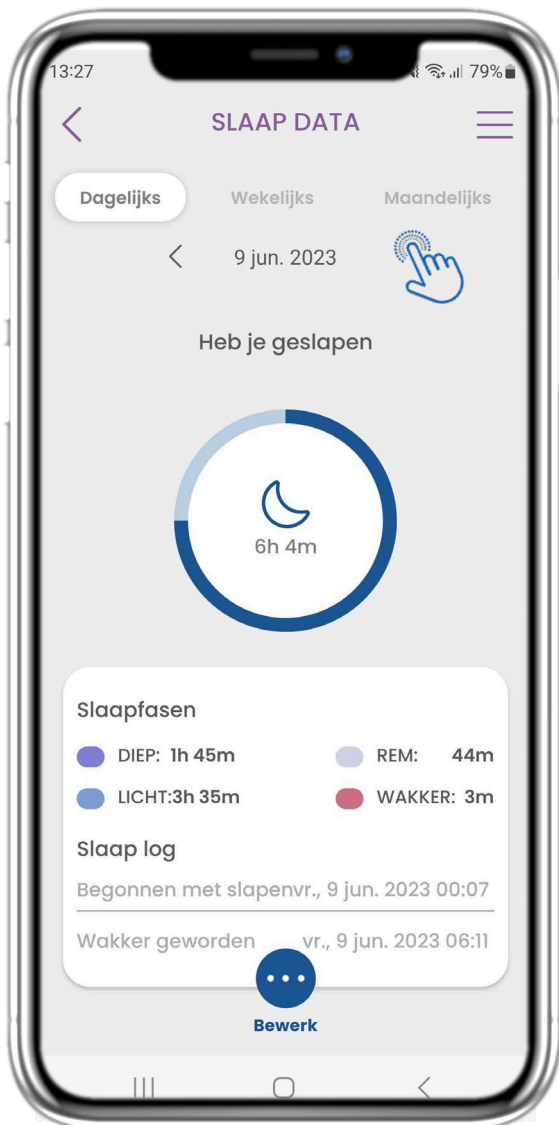 13:27 79%
SLAAP DATA
Dagelijks Wekelijks Maandelijks
9 jun. 2023
Heb je geslapen
6h 4m
Slaapfasen
DIEP: 1h 45m REM: 44m
LICHT:3h 35m WAKKER: 3m
Slaap log
Begonnen met slapenvr., 9 jun. 2023 00:07
Wakker geworden vr., 9 jun. 2023 06:11
Bewerk